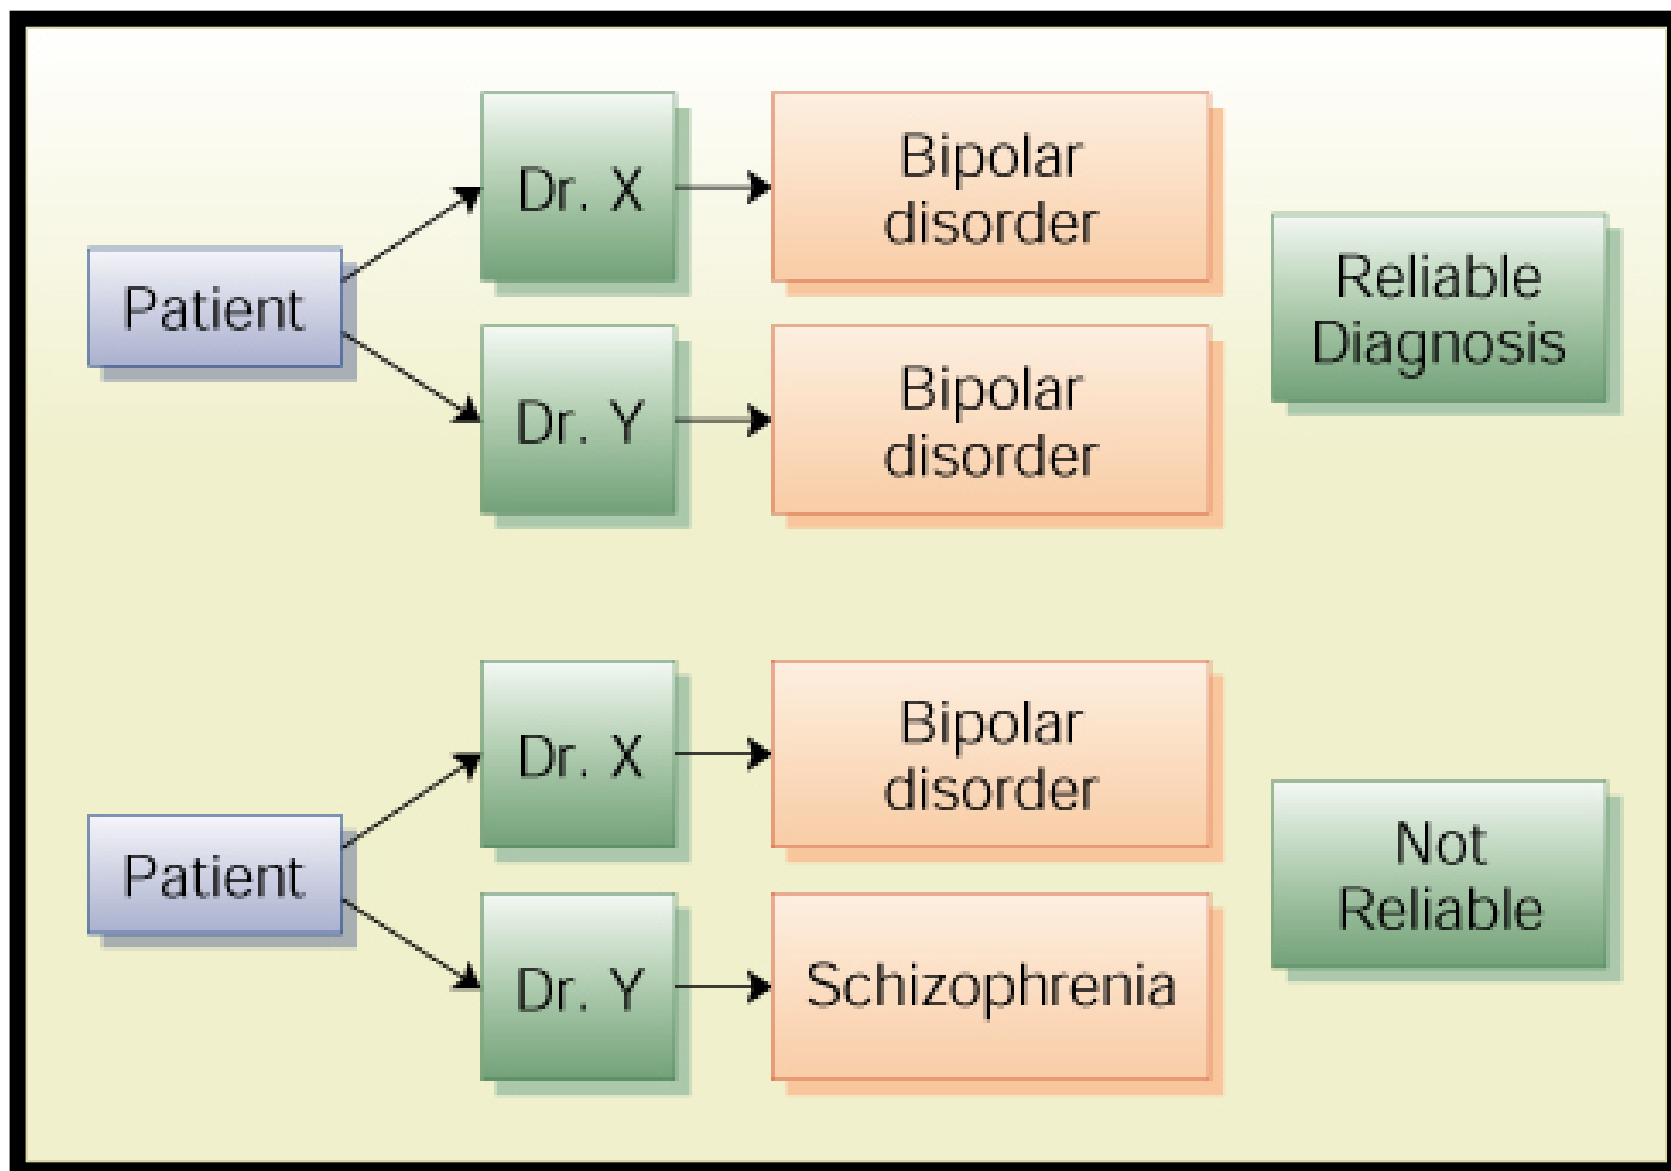 Patient
Dr. X
Bipolar
disorder
Dr. Y
Bipolar
disorder
Reliable
Diagnosis
Patient
Dr. X
Bipolar
disorder
Dr. Y
Schizophrenia
Not
Reliable